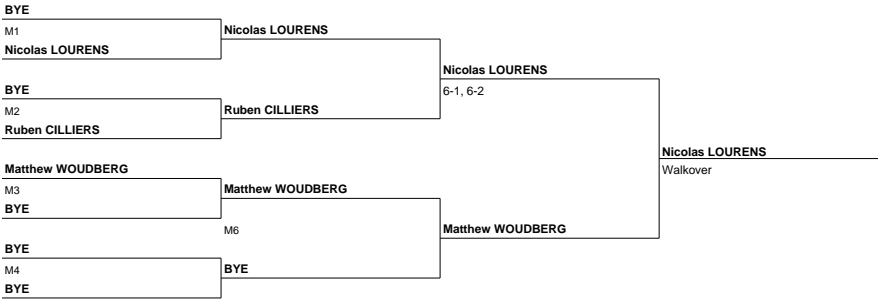 BYE
M1
Nicolas LOURENS
Nicolas LOURENS
BYE
M2
Ruben CILLIERS
Ruben CILLIERS
Nicolas LOURENS
6-1, 6-2
Matthew WOUDBERG
M3
BYE
Matthew WOUDBERG
M6
BYE
M4
BYE
BYE
Matthew WOUDBERG
Nicolas LOURENS
Walkover